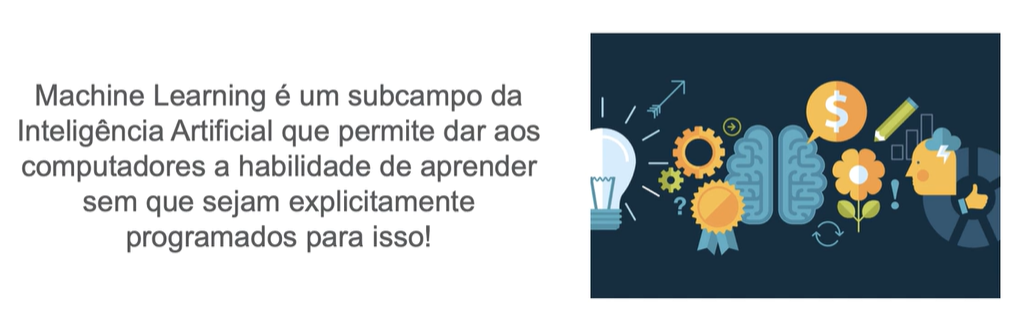 Machine Learning é um subcampo da
Inteligência Artificial que permite dar aos
computadores a habilidade de aprender
sem que sejam explicitamente
programados para isso!
$
?
!